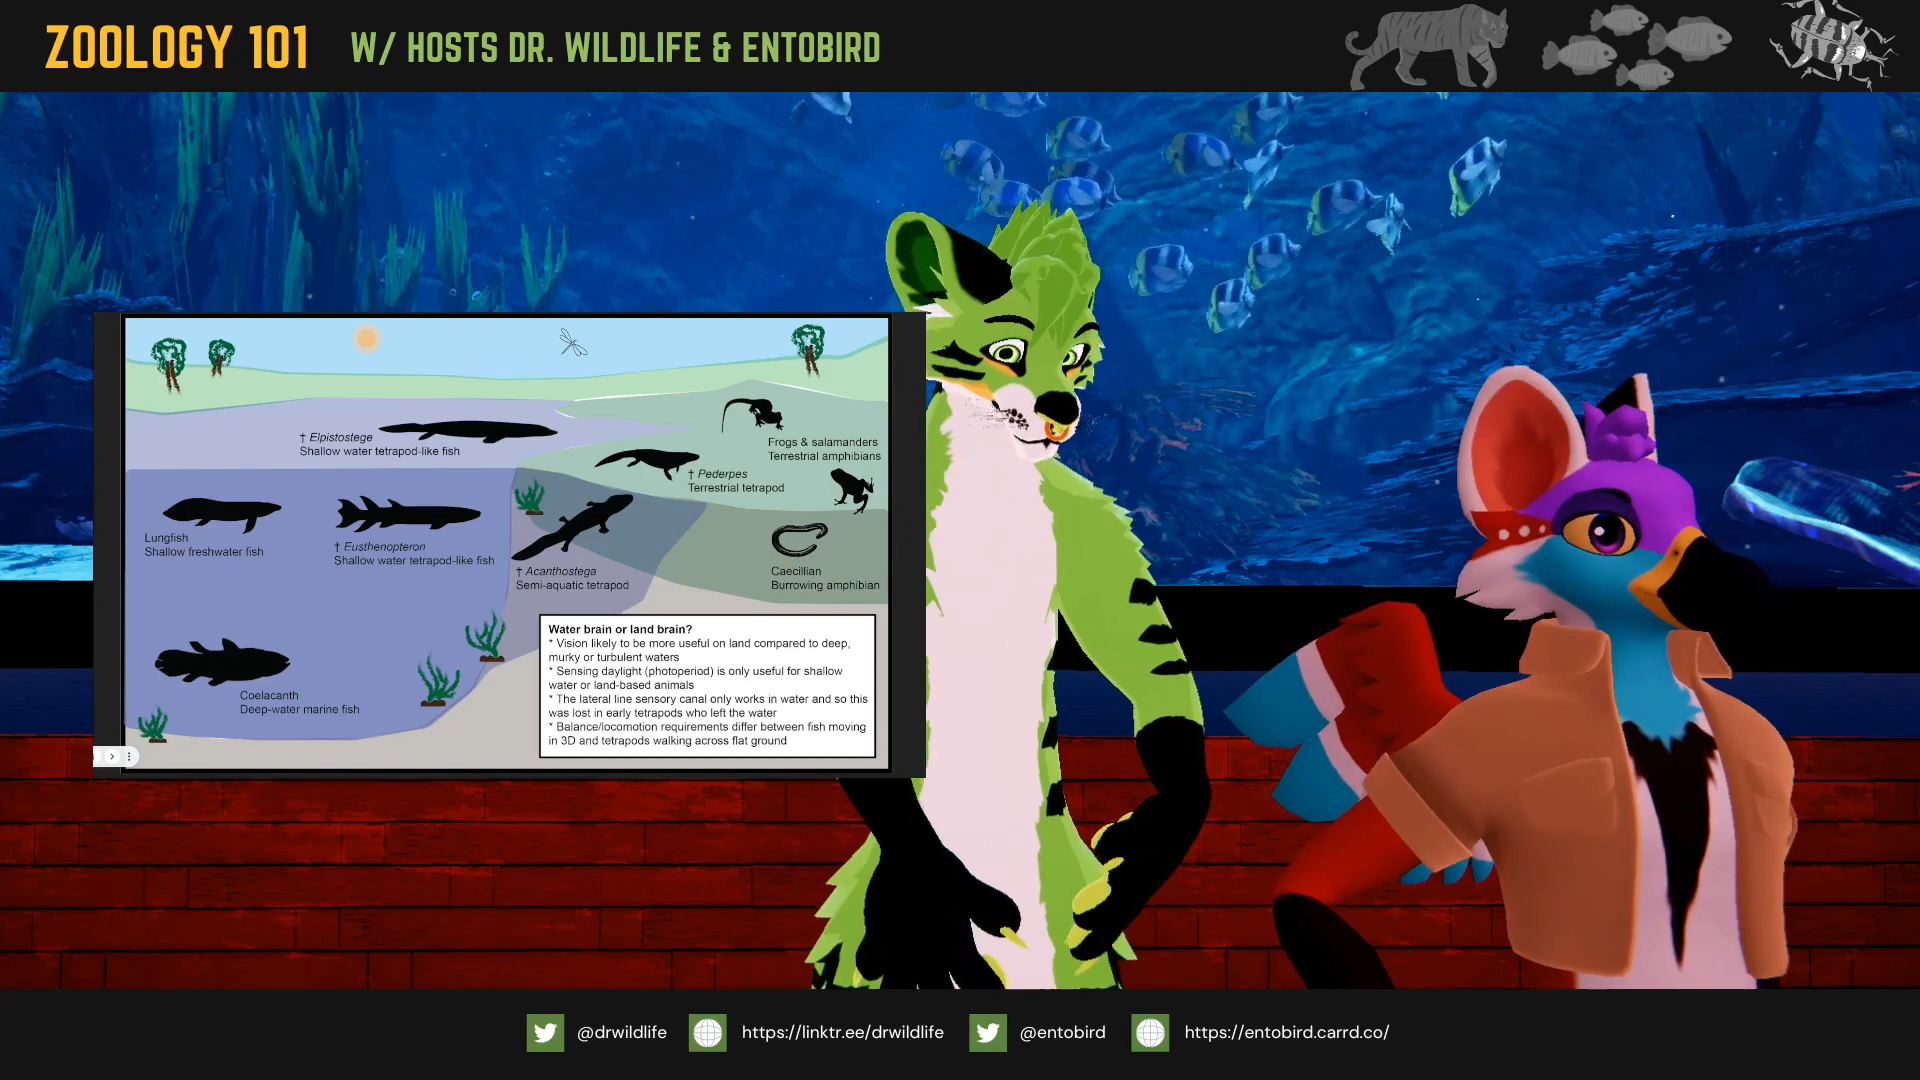 ZOOLOGY 101
W/ HOSTS DR. WILDLIFE & ENTOBIRD
† Elpistostege
Shallow water tetrapod-like fish
Frogs & salamanders
Terrestrial amphibians
† Pederpes
Terrestrial tetrapod
Lungfish
Shallow freshwater fish
† Eusthenopteron
Shallow water tetrapod-like fish
† Acanthostega
Semi-aquatic tetrapod
Caecillian
Burrowing amphibian
Coelacanth
Deep-water marine fish
Water brain or land brain?
* Vision likely to be more useful on land compared to deep,
murky or turbulent waters
* Sensing daylight (photoperiod) is only useful for shallow
water or land-based animals
* The lateral line sensory canal only works in water and so this
was lost in early tetrapods who left the water
* Balance/locomotion requirements differ between fish moving
in 3D and tetrapods walking across flat ground
@drwildlife
https://linktr.ee/drwildlife
@entobird
https://entobird.carrd.co/